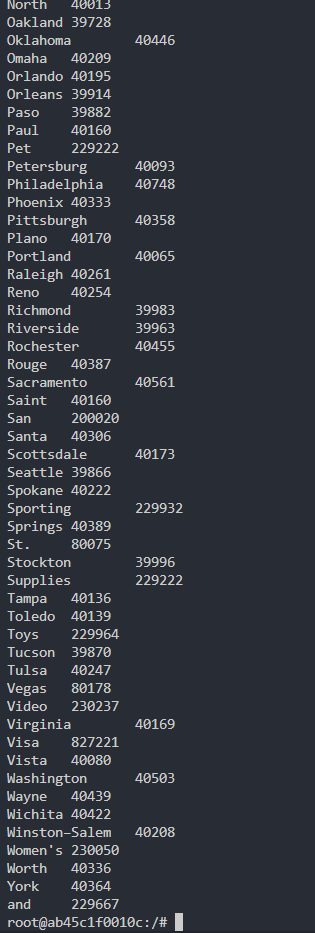 North	40013
Oakland	39728
Oklahoma	40446
Omaha	40209
Orlando	40195
Orleans	39914
Paso	39882
Paul	40160
Pet	229222
Petersburg	40093
Philadelphia	40748
Phoenix	40333
Pittsburgh	40358
Plano	40170
Portland	40065
Raleigh	40261
Reno	40254
Richmond	39983
Riverside	39963
Rochester	40455
Rouge	40387
Sacramento	40561
Saint	40160
San	200020
Santa	40306
Scottsdale	40173
Seattle	39866
Spokane	40222
Sporting	229932
Springs	40389
St.	80075
Stockton	39996
Supplies	229222
Tampa	40136
Toledo	40139
Toys	229964
Tucson	39870
Tulsa	40247
Vegas	80178
Video	230237
Virginia	40169
Visa	827221
Vista	40080
Washington	40503
Wayne	40439
Wichita	40422
Winston–Salem	40208
Women's	230050
Worth	40336
York	40364
and	229667
root@ab45c1f0010c:/#